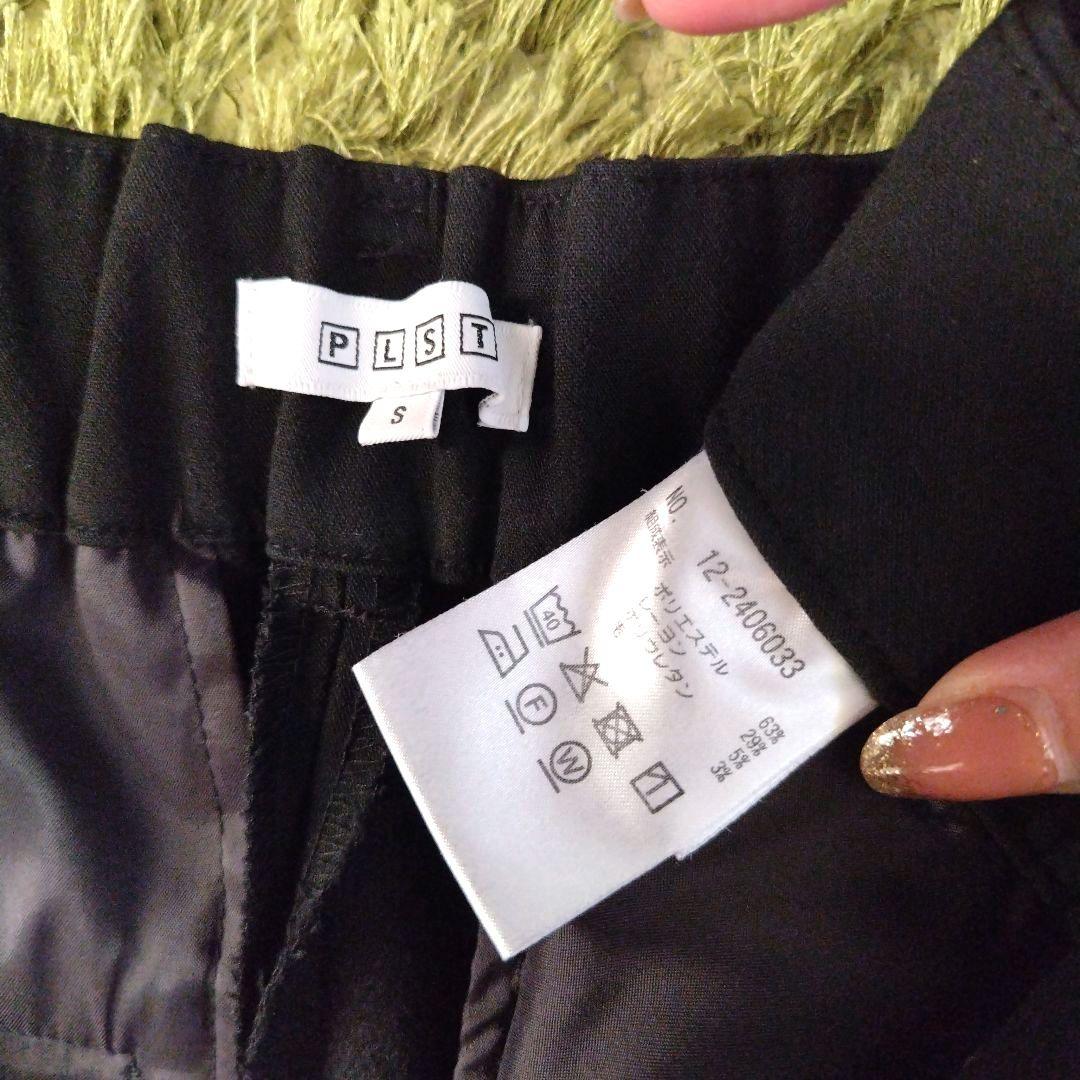 PLST
S
NO. 12-2406033
組成表示
ポリエステル 63%
レーヨン 29%
ポリウレタン 5%
3%
40
F
W